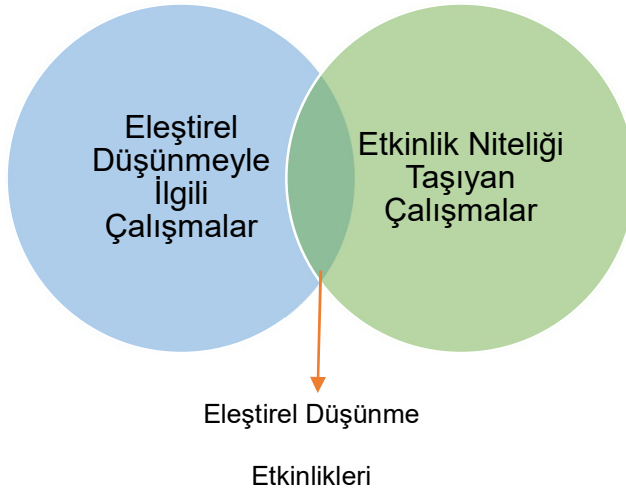 Eleştirel
Düşünmeyle
İlgili
Çalışmalar
Etkinlik Niteliği
Taşıyan
Çalışmalar
Eleştirel Düşünme
Etkinlikleri